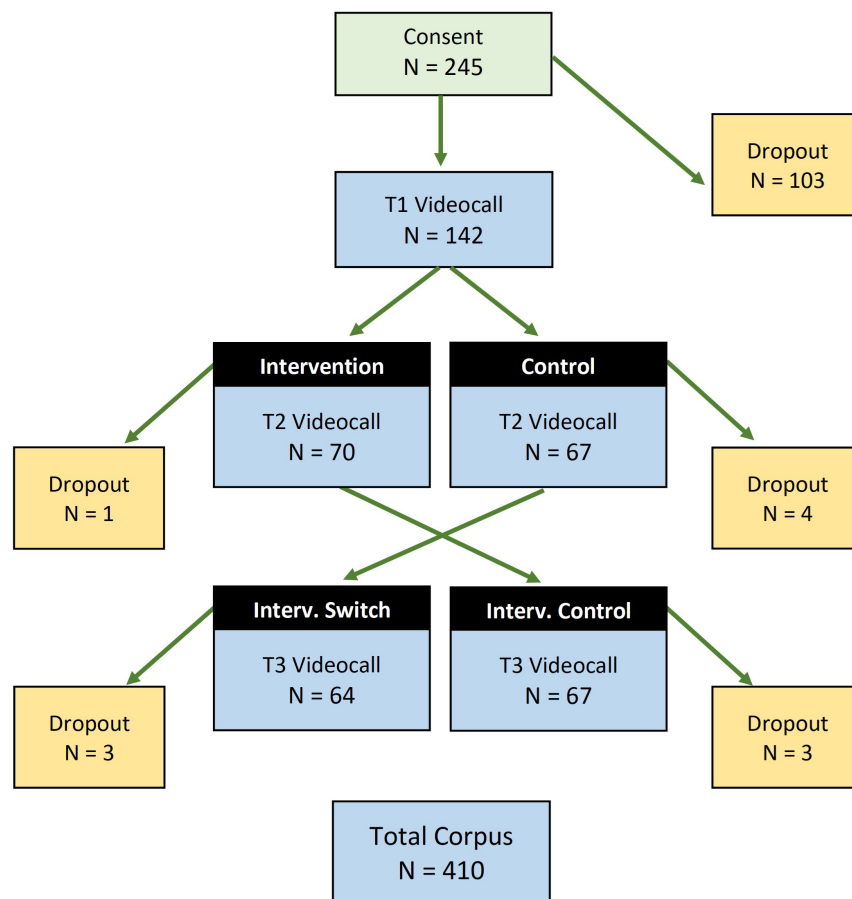 Consent
N = 245
Dropout
N = 103
T1 Videocall
N = 142
Intervention
T2 Videocall
N = 70
Control
T2 Videocall
N = 67
Dropout
N = 1
Dropout
N = 4
Interv. Switch
T3 Videocall
N = 64
Interv. Control
T3 Videocall
N = 67
Dropout
N = 3
Dropout
N = 3
Total Corpus
N = 410